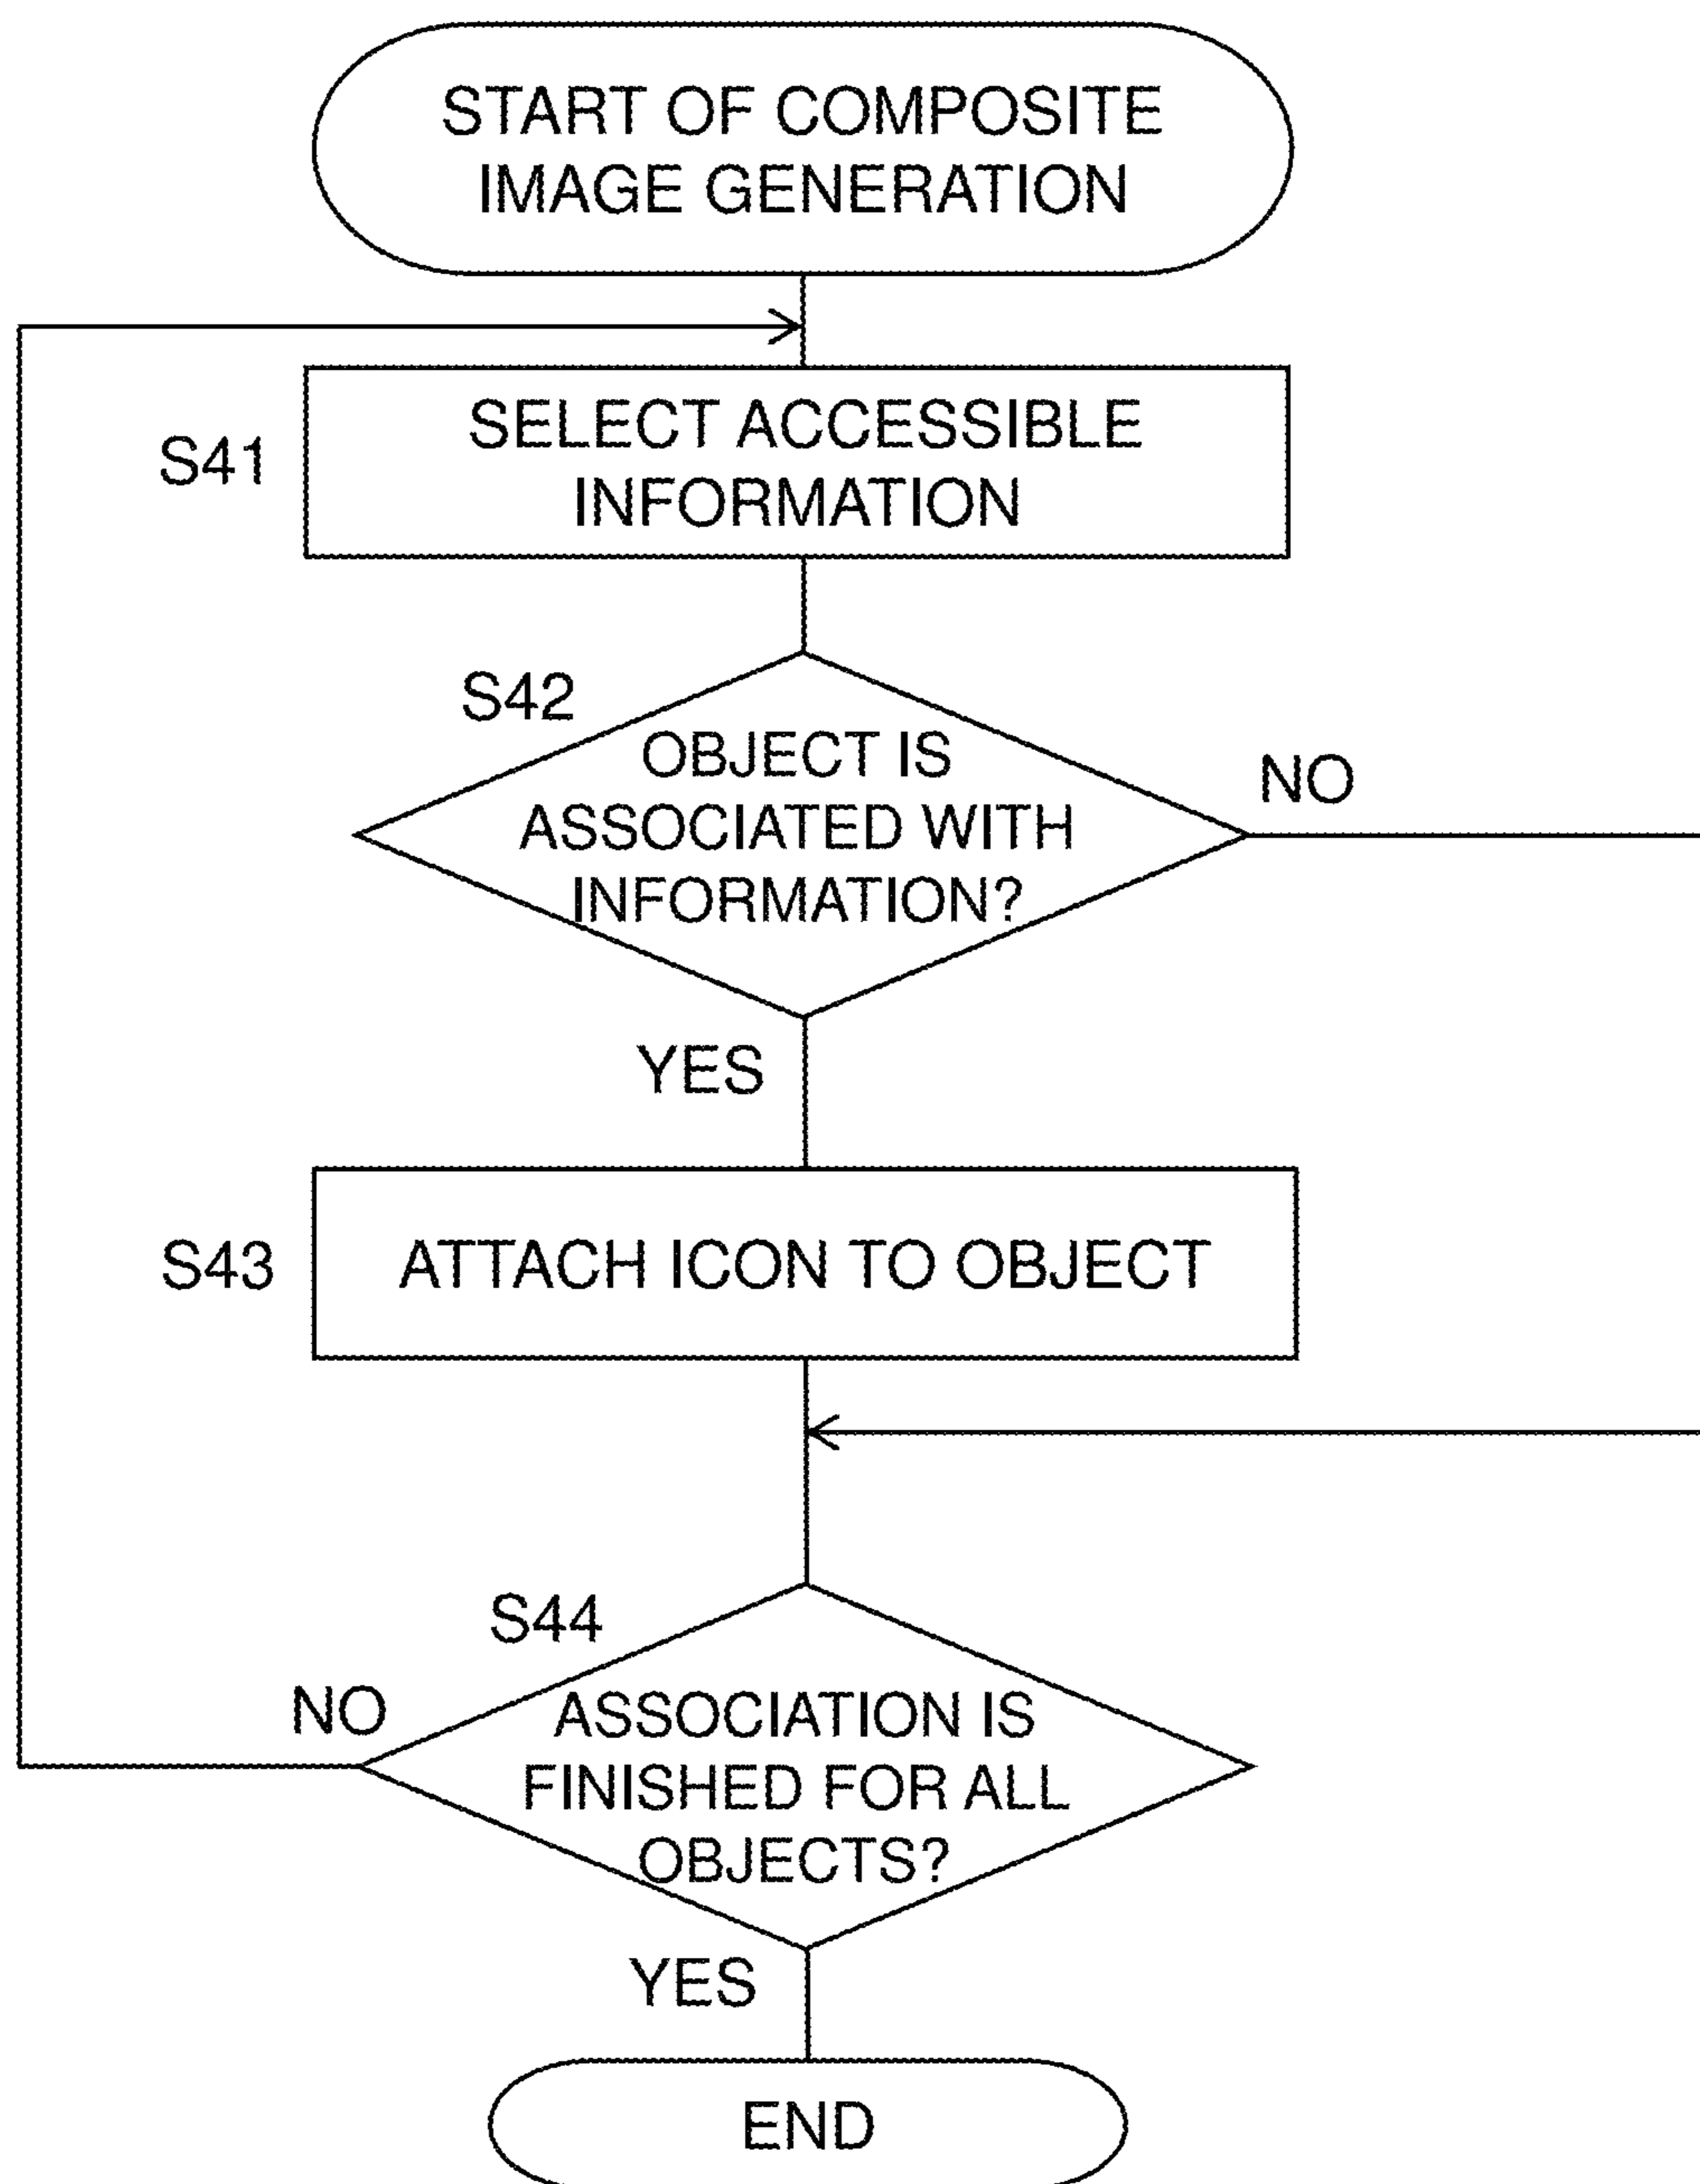 START OF COMPOSITE
IMAGE GENERATION
S41
SELECT ACCESSIBLE
INFORMATION
S42
OBJECT IS
ASSOCIATED WITH
INFORMATION?
NO
YES
S43
ATTACH ICON TO OBJECT
S44
NO
ASSOCIATION IS
FINISHED FOR ALL
OBJECTS?
YES
END